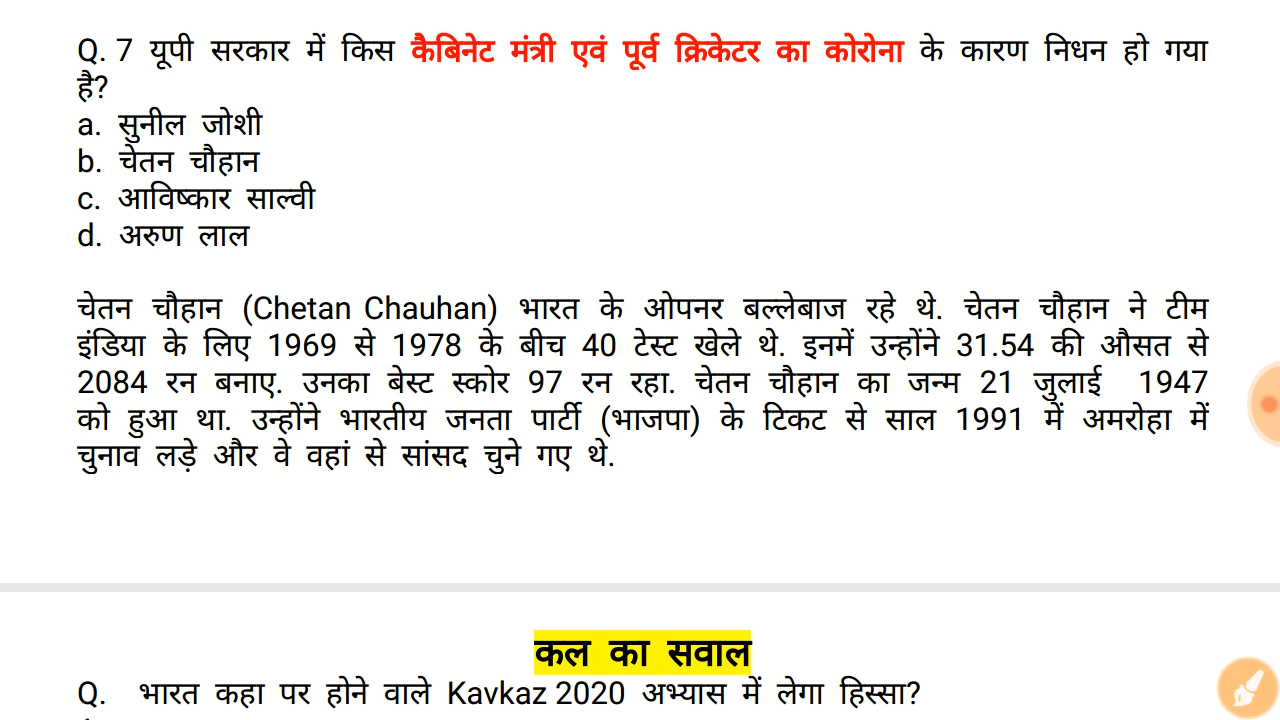 Q. 7 यूपी सरकार में किस कैबिनेट मंत्री एवं पूर्व क्रिकेटर का कोरोना के कारण निधन हो गया
है?
a. सुनील जोशी
b. चेतन चौहान
c. आविष्कार साल्वी
d. अरुण लाल
चेतन चौहान (Chetan Chauhan) भारत के ओपनर बल्लेबाज रहे थे. चेतन चौहान ने टीम
इंडिया के लिए 1969 से 1978 के बीच 40 टेस्ट खेले थे. इनमें उन्होंने 31.54 की औसत से
2084 रन बनाए. उनका बेस्ट स्कोर 97 रन रहा. चेतन चौहान का जन्म 21 जुलाई 1947
को हुआ था. उन्होंने भारतीय जनता पार्टी (भाजपा) के टिकट से साल 1991 में अमरोहा में
चुनाव लड़े और वे वहां से सांसद चुने गए थे.
कल का सवाल
Q. भारत कहा पर होने वाले Kavkaz 2020 अभ्यास में लेगा हिस्सा?